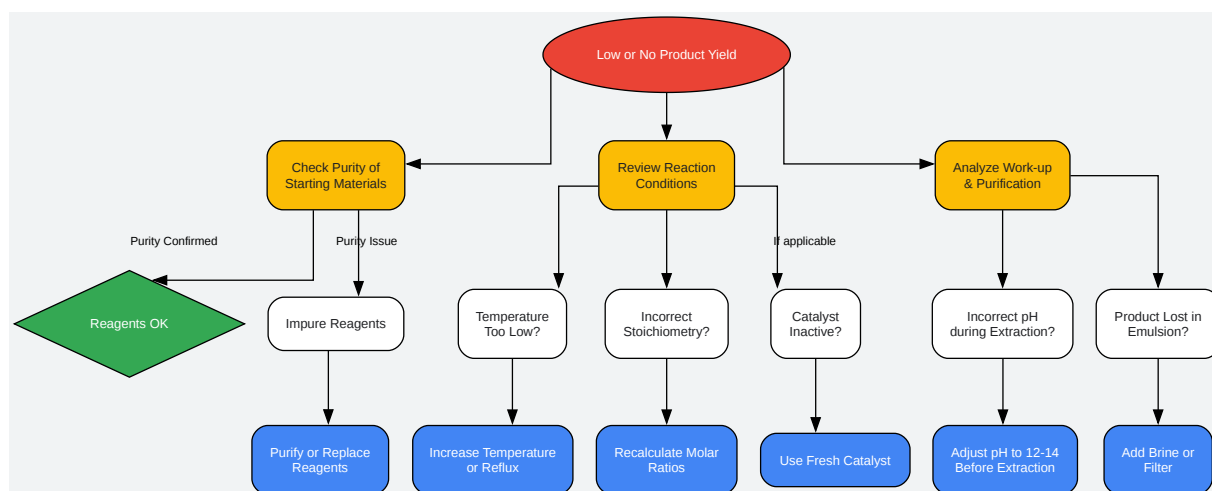 Low or No Product Yield
Check Purity of
Starting Materials
Review Reaction
Conditions
Analyze Work-up
& Purification
Purity Confirmed
Purity Issue
If applicable
Reagents OK
Impure Reagents
Temperature
Too Low?
Incorrect
Stoichiometry?
Catalyst
Inactive?
Incorrect pH
during Extraction?
Product Lost in
Emulsion?
Purify or Replace
Reagents
Increase Temperature
or Reflux
Recalculate Molar
Ratios
Use Fresh Catalyst
Adjust pH to 12-14
Before Extraction
Add Brine or
Filter